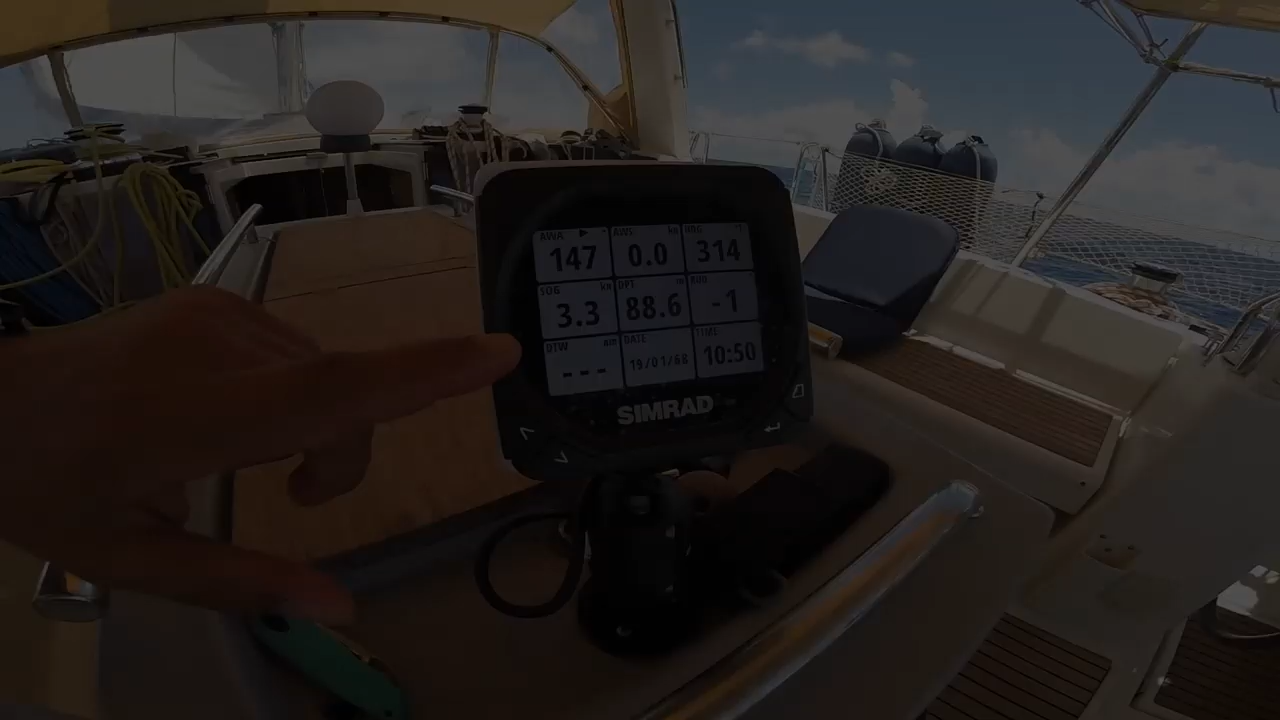 AWA AWS kn HDG
147 0.0 314
SOG kn DPT m RUD
3.3 88.6 -1
DTW nm DATE TIME
--- 19/01/68 10:50
SIMRAD